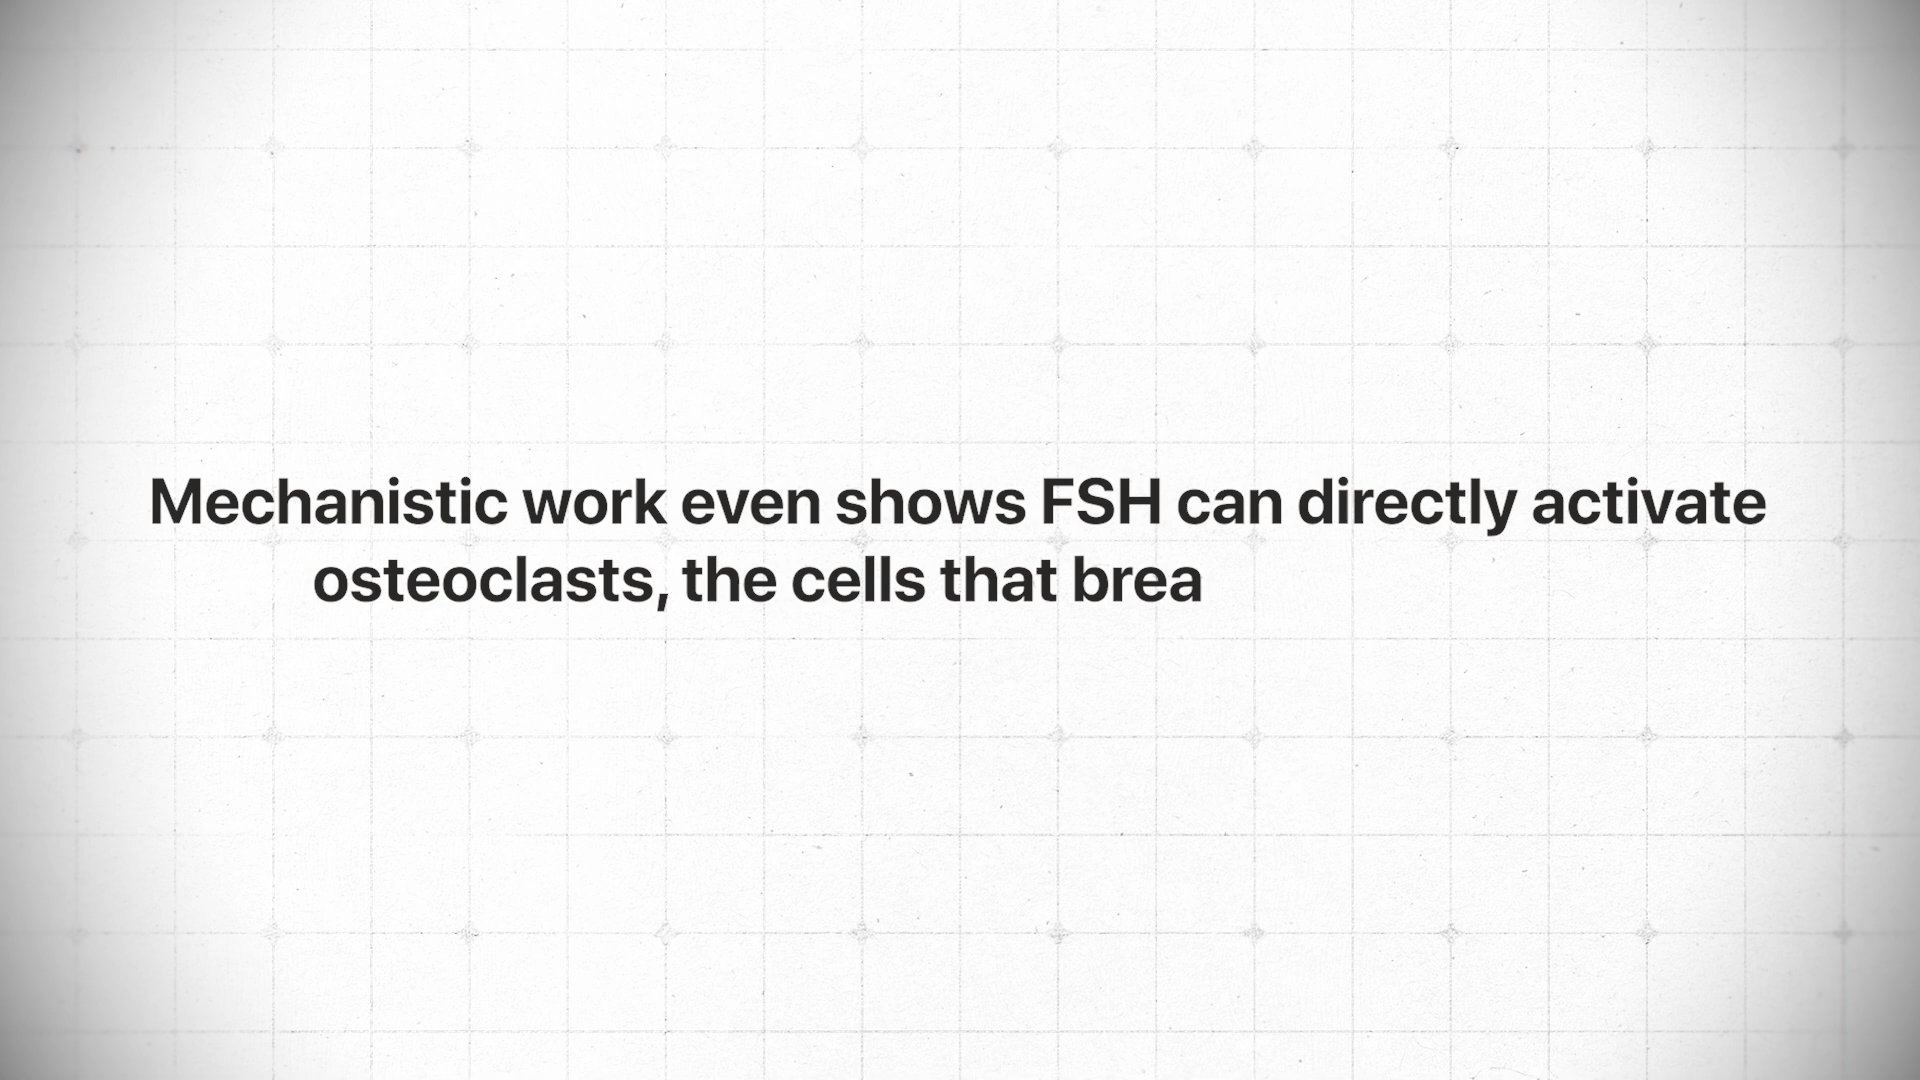 Mechanistic work even shows FSH can directly activate
osteoclasts, the cells that brea